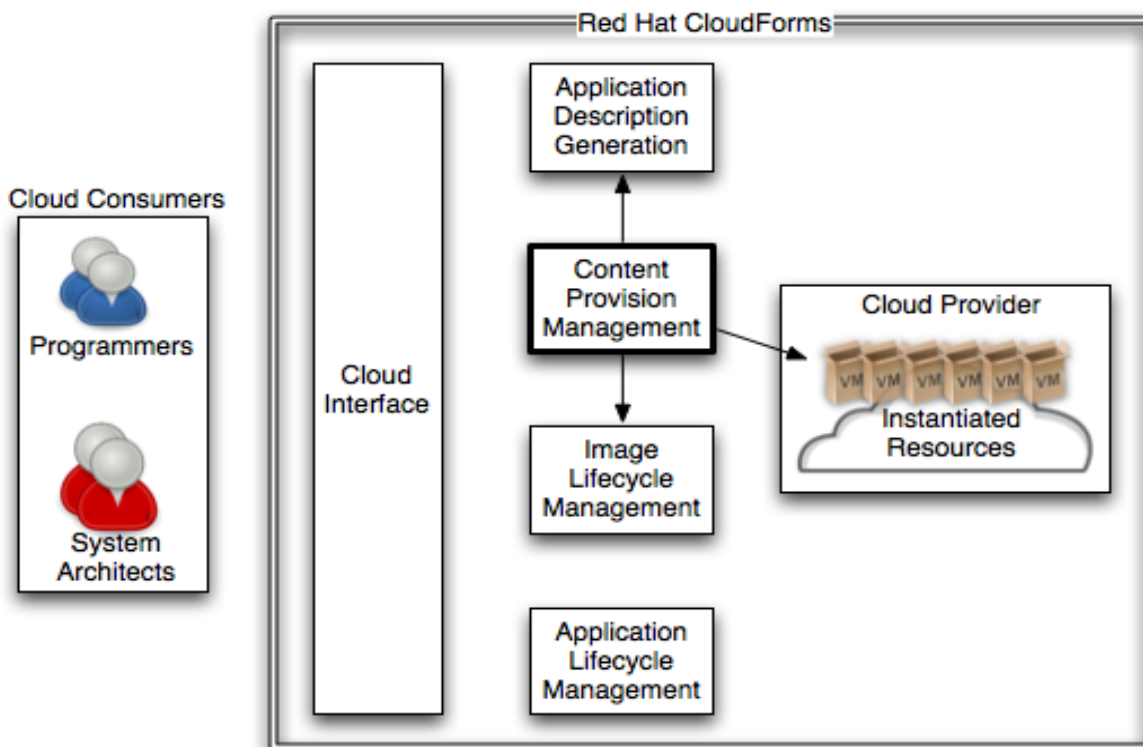 Red Hat CloudForms
Application
Description
Generation
Cloud Consumers
Programmers
System
Architects
Cloud
Interface
Content
Provision
Management
Cloud Provider
VM VM VM VM VM VM
Instantiated
Resources
Image
Lifecycle
Management
Application
Lifecycle
Management